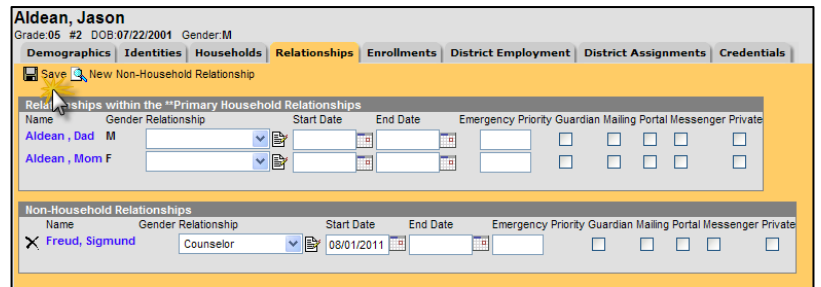 Aldean, Jason
Grade:05 #2 DOB:07/22/2001 Gender:M
Demographics Identities Households Relationships Enrollments District Employment District Assignments Credentials
Save New Non-Household Relationship
Relationships within the **Primary Household Relationships
Name Gender Relationship Start Date End Date Emergency Priority Guardian Mailing Portal Messenger Private
Aldean , Dad M
Aldean , Mom F
Non-Household Relationships
Name Gender Relationship Start Date End Date Emergency Priority Guardian Mailing Portal Messenger Private
Freud, Sigmund Counselor 08/01/2011